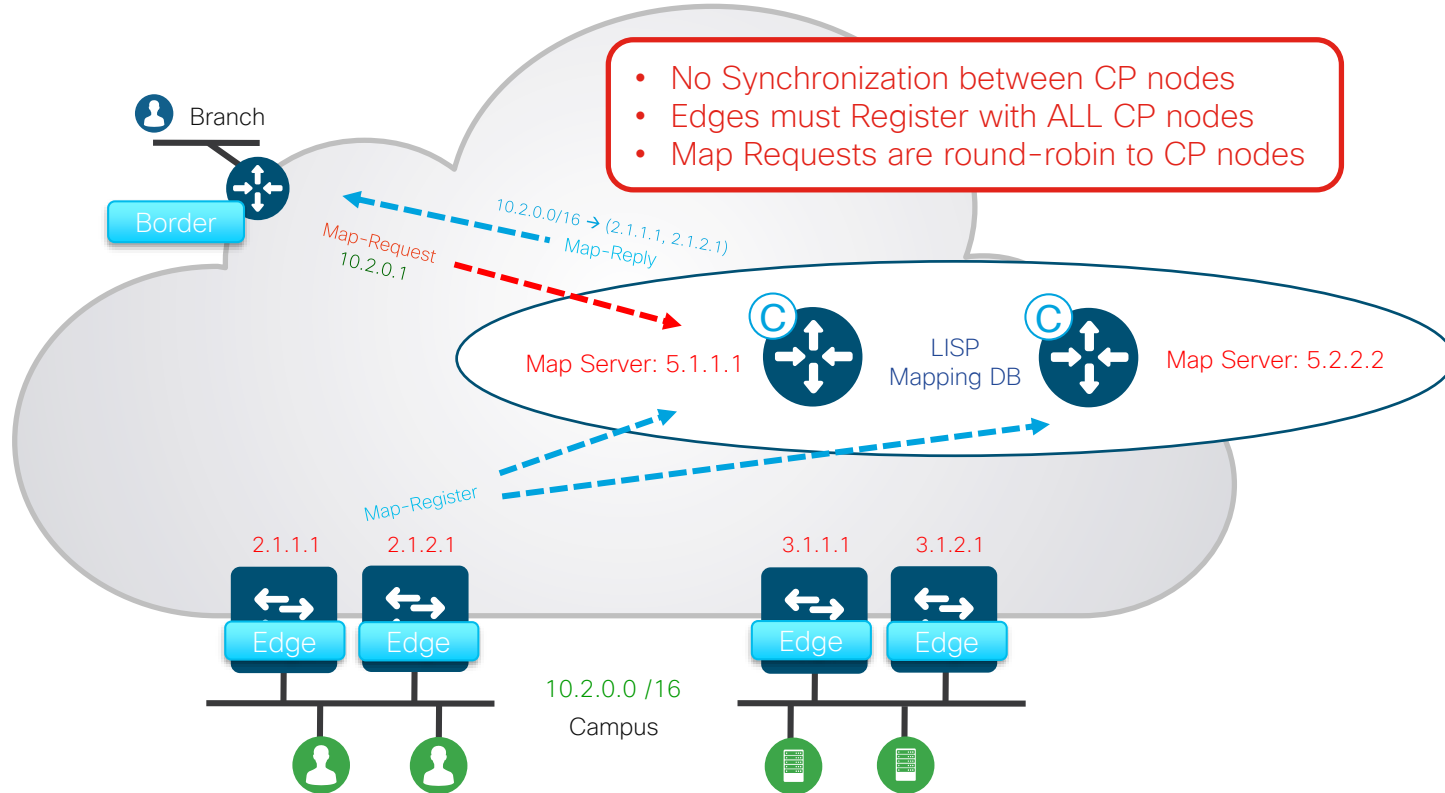 • No Synchronization between CP nodes
• Edges must Register with ALL CP nodes
• Map Requests are round-robin to CP nodes
Branch
Border
10.2.0.0/16 → (2.1.1.1, 2.1.2.1)
Map-Reply
Map-Request
10.2.0.1
C
C
Map Server: 5.1.1.1
LISP
Mapping DB
Map Server: 5.2.2.2
Map-Register
2.1.1.1
2.1.2.1
3.1.1.1
3.1.2.1
Edge
Edge
Edge
Edge
10.2.0.0 /16
Campus